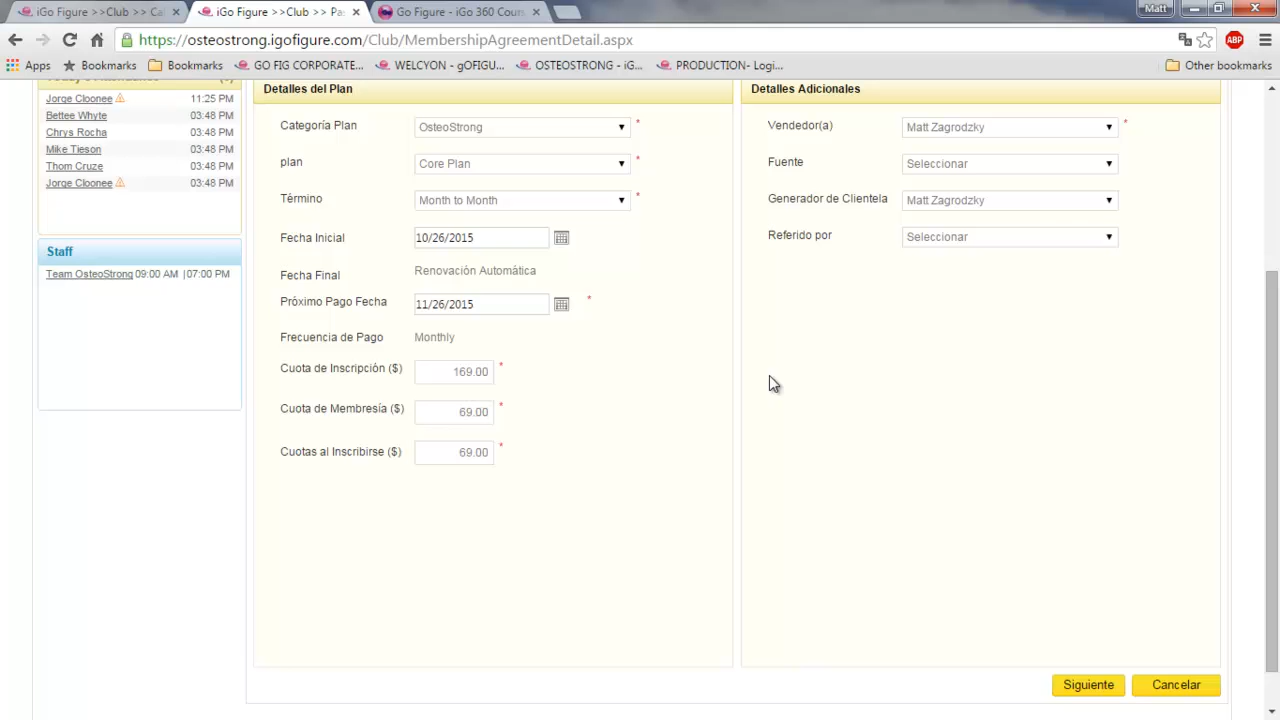 iGo Figure >>Club >> Ca
iGo Figure >>Club >> Pa
Go Figure - iGo 360 Cours
Matt
https://osteostrong.igofigure.com/Club/MembershipAgreementDetail.aspx
ABP
Apps
Bookmarks
Bookmarks
GO FIG CORPORATE...
WELCYON - gOFIGU...
OSTEOSTRONG - iG...
PRODUCTION- Logi...
Other bookmarks
Jorge Cloonee 11:25 PM
Bettee Whyte 03:48 PM
Chrys Rocha 03:48 PM
Mike Tieson 03:48 PM
Thom Cruze 03:48 PM
Jorge Cloonee 03:48 PM
Staff
Team OsteoStrong 09:00 AM |07:00 PM
Detalles del Plan
Categoría Plan OsteoStrong *
plan Core Plan *
Término Month to Month *
Fecha Inicial 10/26/2015
Fecha Final Renovación Automática
Próximo Pago Fecha 11/26/2015 *
Frecuencia de Pago Monthly
Cuota de Inscripción ($) 169.00 *
Cuota de Membresía ($) 69.00 *
Cuotas al Inscribirse ($) 69.00 *
Detalles Adicionales
Vendedor(a) Matt Zagrodzky *
Fuente Seleccionar
Generador de Clientela Matt Zagrodzky
Referido por Seleccionar
Siguiente
Cancelar